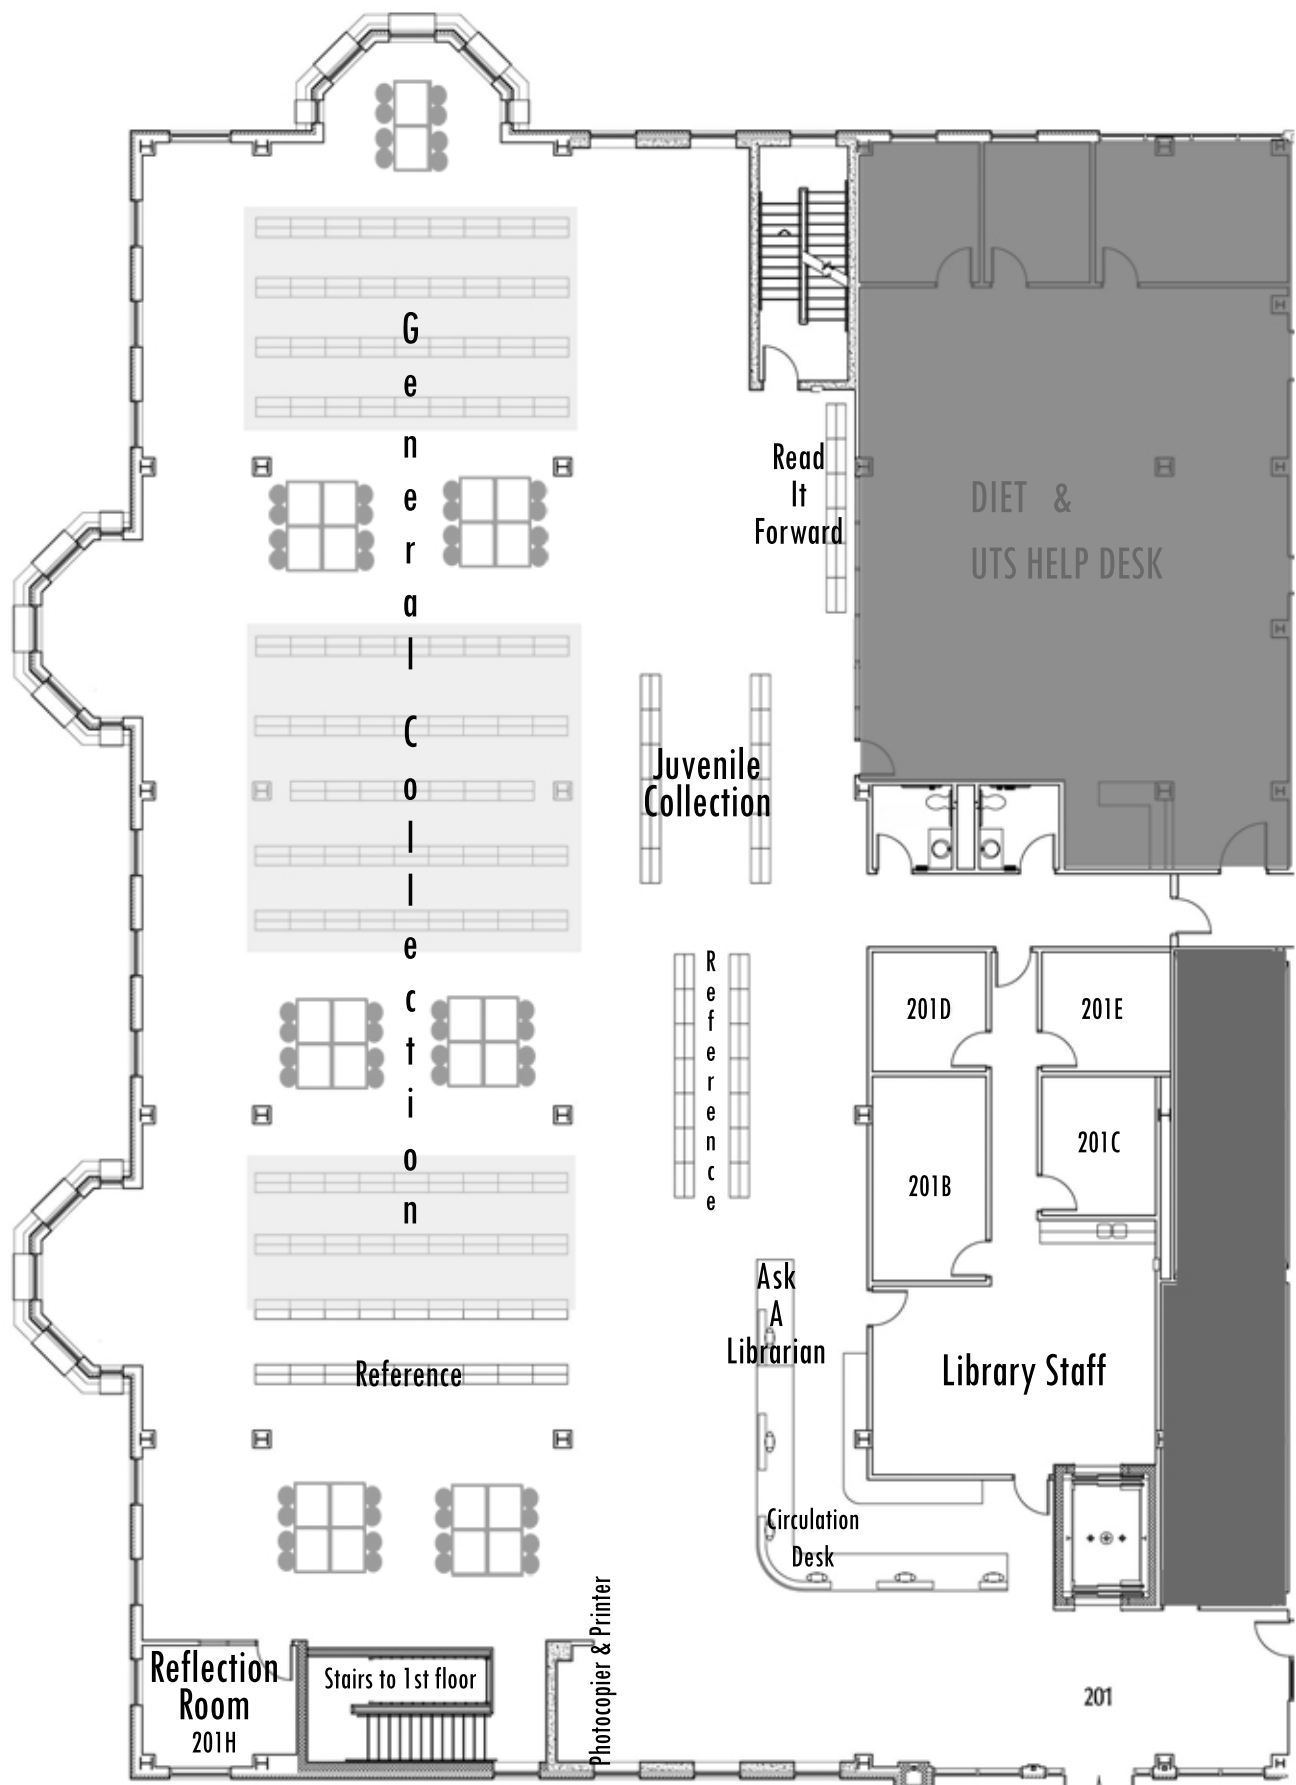 General Collection
Read
It
Forward
DIET &
UTS HELP DESK
Juvenile
Collection
Reference
201D
201E
201B
201C
Ask
A
Librarian
Library Staff
Reference
Circulation
Desk
Photocopier & Printer
Reflection
Room
201H
Stairs to 1st floor
201